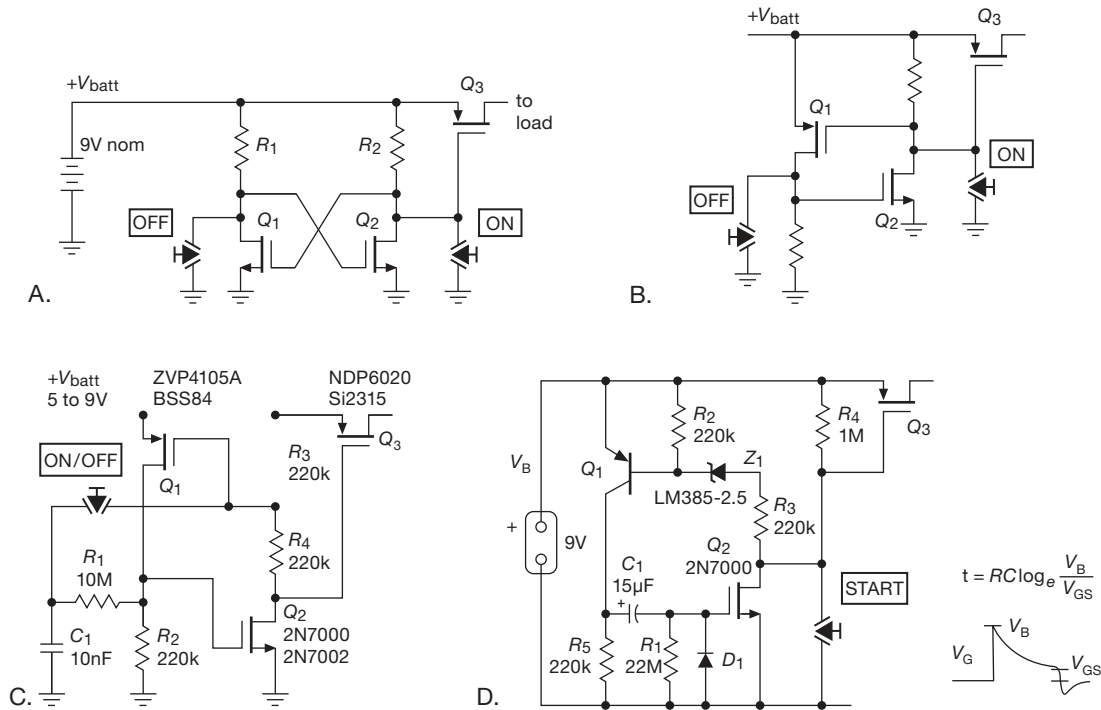 +Vbatt
9V nom
R1
R2
Q3
to
load
OFF
Q1
Q2
ON
A.
+Vbatt
Q3
Q1
ON
OFF
Q2
B.
+Vbatt
5 to 9V
ZVP4105A
BSS84
NDP6020
Si2315
ON/OFF
Q1
R3
220k
Q3
R1
10M
R4
220k
C1
10nF
R2
220k
Q2
2N7000
2N7002
C.
VB
+
9V
Q1
R2
220k
Z1
LM385-2.5
R4
1M
Q3
R3
220k
C1
15µF
+
Q2
2N7000
START
R5
220k
R1
22M
D1
D.
t = RC loge VB
VGS
VG
VB
VGS